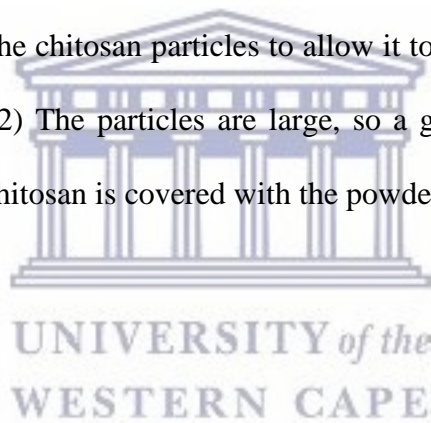 he chitosan particles to allow it to
2) The particles are large, so a g
hitosan is covered with the powde
UNIVERSITY of the
WESTERN CAPE